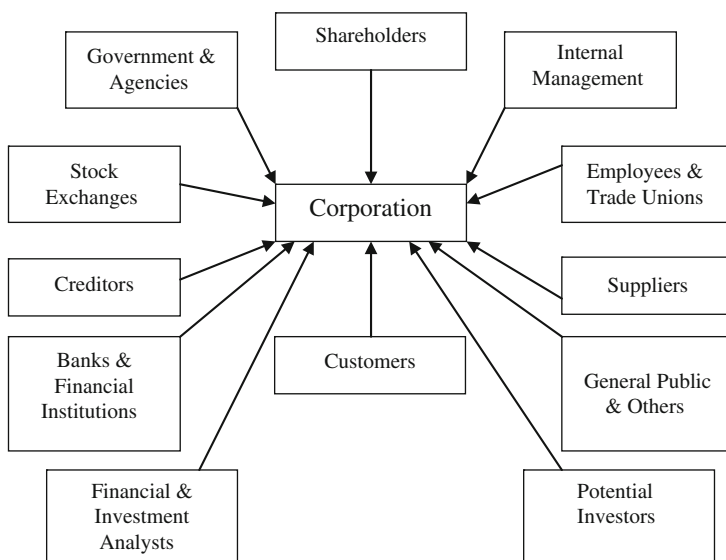 Shareholders
Government &
Agencies
Internal
Management
Stock
Exchanges
Employees &
Trade Unions
Corporation
Creditors
Suppliers
Banks &
Financial
Institutions
Customers
General Public
& Others
Financial &
Investment
Analysts
Potential
Investors